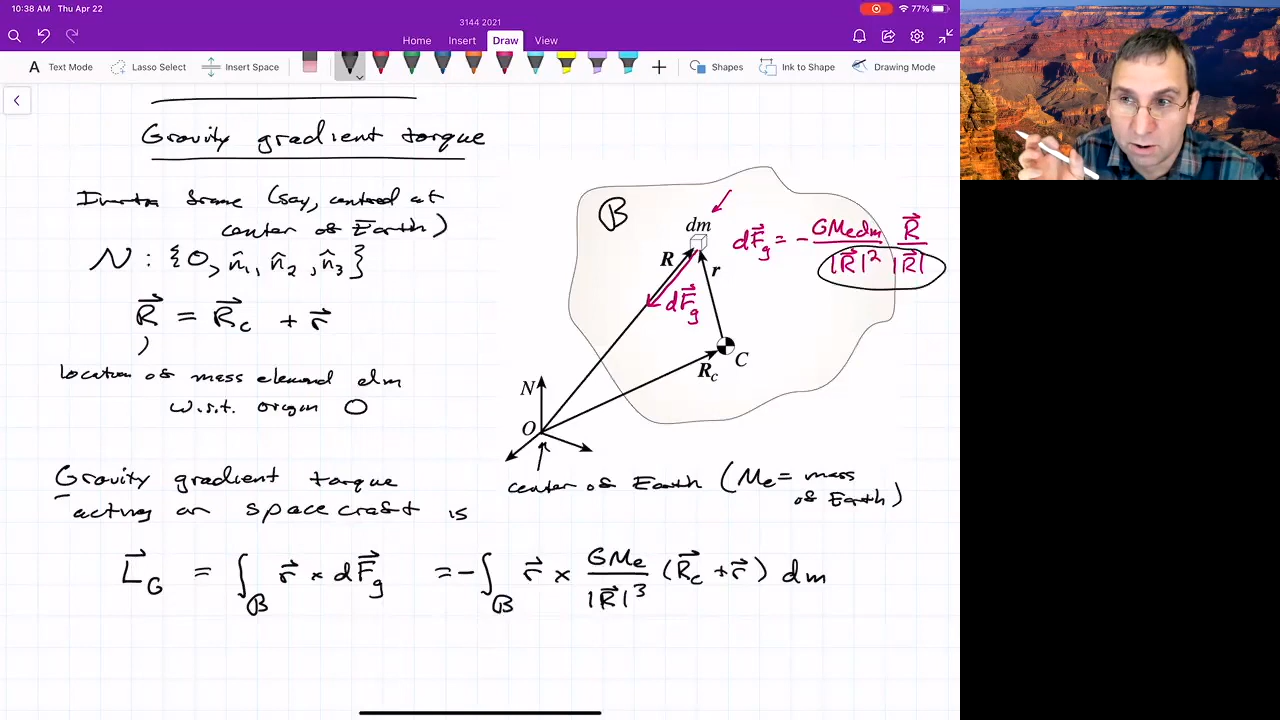 10:38 AM Thu Apr 22
77%
3144 2021
Home Insert Draw View
Text Mode Lasso Select Insert Space Shapes Ink to Shape Drawing Mode
Gravity gradient torque
frame (say, centered at
center of Earth)
N : {O, n̂₁, n̂₂, n̂₃}
R⃗ = R⃗c + r⃗
location of mass element dm
w.r.t. origin O
B
dm
dF⃗g = - GMe dm / |R⃗|² R⃗ / |R⃗|
R
r
dF⃗g
C
Rc
N
O
center of Earth (Me = mass
of Earth)
Gravity gradient torque
acting on spacecraft is
L⃗G = ∫B r⃗ × dF⃗g = - ∫B r⃗ × GMe / |R⃗|³ (R⃗c + r⃗) dm